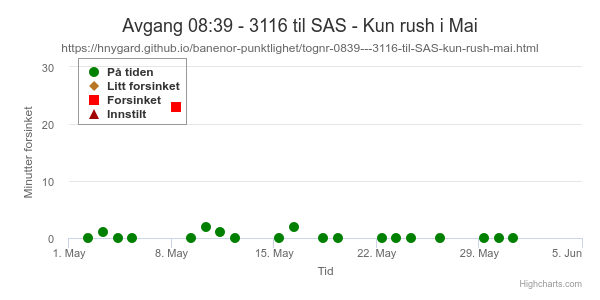 Avgang 08:39 - 3116 til SAS - Kun rush i Mai
https://hnygard.github.io/banenor-punktlighet/tognr-0839---3116-til-SAS-kun-rush-mai.html
Minutter forsinket
30
20
10
0
På tiden
Litt forsinket
Forsinket
Innstilt
1. May
8. May
15. May
22. May
29. May
5. Jun
Tid
Highcharts.com